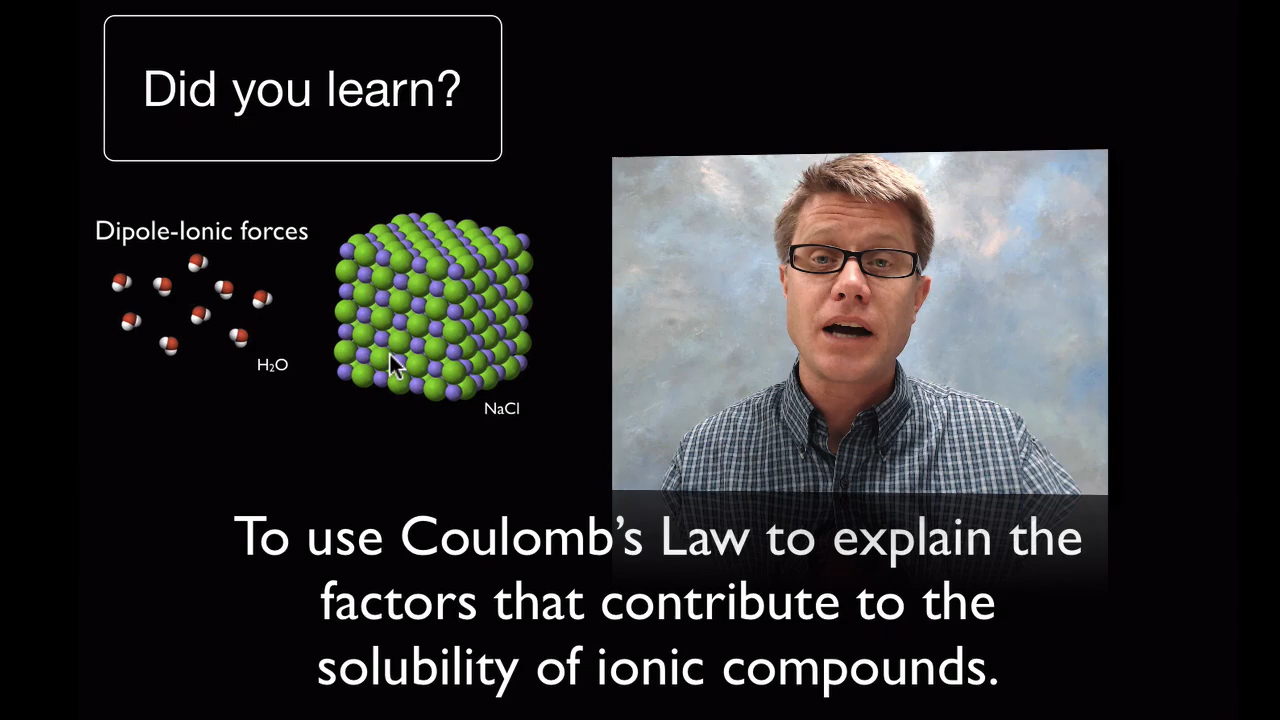 Did you learn?
Dipole-Ionic forces
H₂O
NaCl
To use Coulomb’s Law to explain the
factors that contribute to the
solubility of ionic compounds.